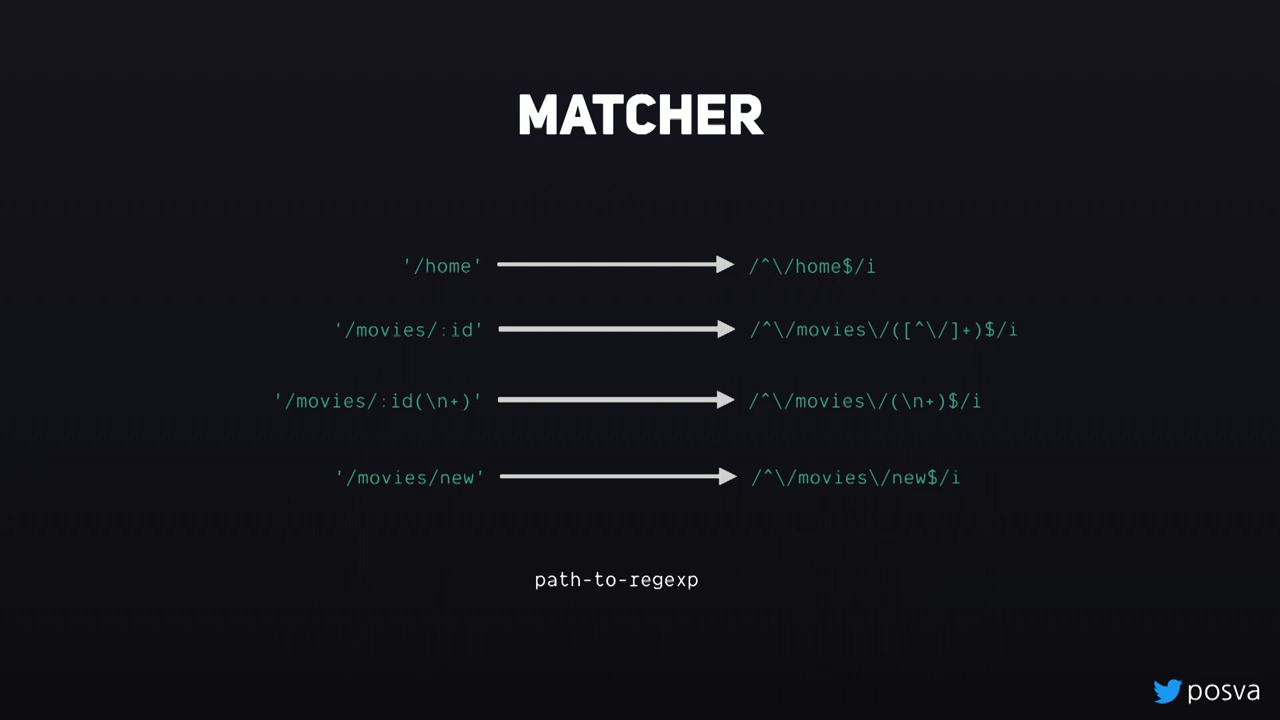 MATCHER
'/home' /^\/home$/i
'/movies/:id' /^\/movies\/([^\/]+)$/i
'/movies/:id(\n+)' /^\/movies\/(\n+)$/i
'/movies/new' /^\/movies\/new$/i
path-to-regexp
posva